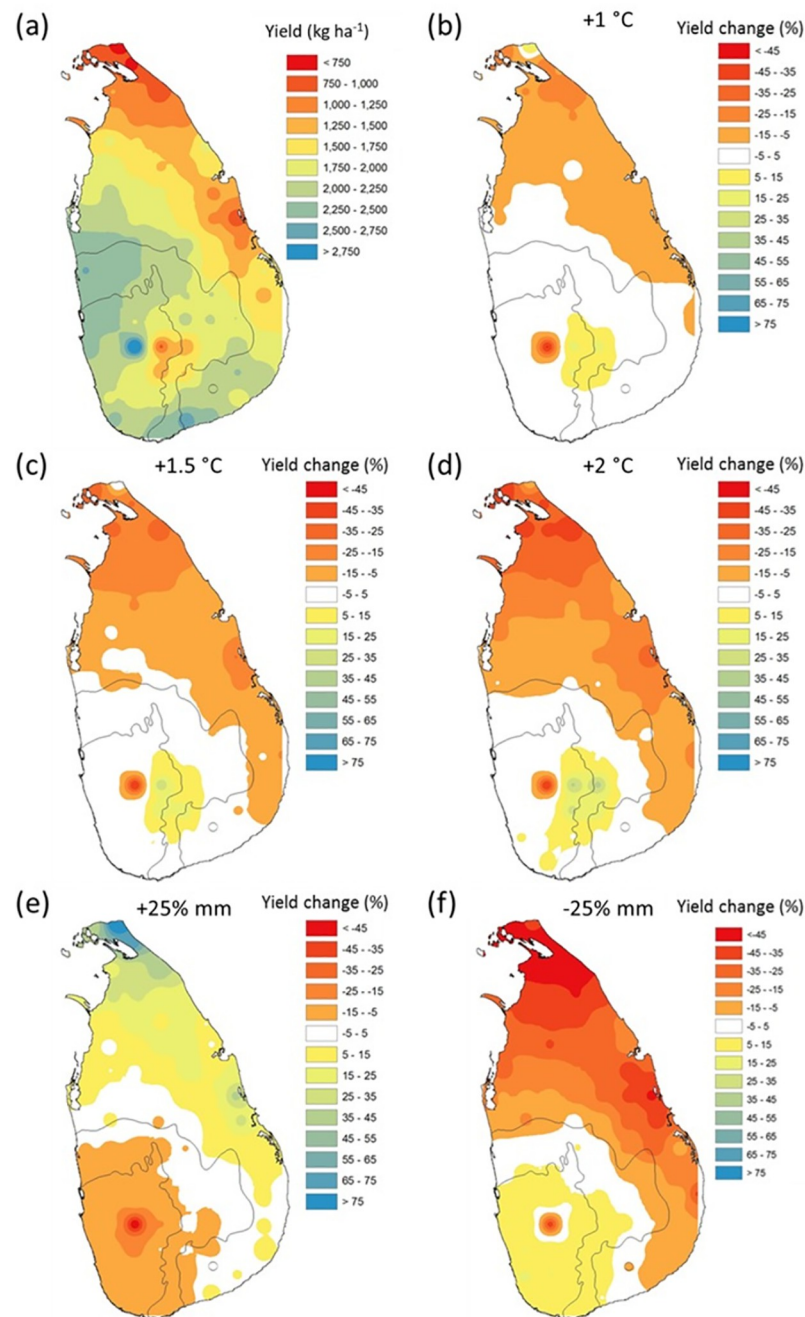 (a)
Yield (kg ha⁻¹)
< 750
750 - 1,000
1,000 - 1,250
1,250 - 1,500
1,500 - 1,750
1,750 - 2,000
2,000 - 2,250
2,250 - 2,500
2,500 - 2,750
> 2,750
(b)
+1 °C
Yield change (%)
< -45
-45 - -35
-35 - -25
-25 - -15
-15 - -5
-5 - 5
5 - 15
15 - 25
25 - 35
35 - 45
45 - 55
55 - 65
65 - 75
> 75
(c)
+1.5 °C
Yield change (%)
< -45
-45 - -35
-35 - -25
-25 - -15
-15 - -5
-5 - 5
5 - 15
15 - 25
25 - 35
35 - 45
45 - 55
55 - 65
65 - 75
> 75
(d)
+2 °C
Yield change (%)
< -45
-45 - -35
-35 - -25
-25 - -15
-15 - -5
-5 - 5
5 - 15
15 - 25
25 - 35
35 - 45
45 - 55
55 - 65
65 - 75
> 75
(e)
+25% mm
Yield change (%)
< -45
-45 - -35
-35 - -25
-25 - -15
-15 - -5
-5 - 5
5 - 15
15 - 25
25 - 35
35 - 45
45 - 55
55 - 65
65 - 75
> 75
(f)
-25% mm
Yield change (%)
<-45
-45 - -35
-35 - -25
-25 - -15
-15 - -5
-5 - 5
5 - 15
15 - 25
25 - 35
35 - 45
45 - 55
55 - 65
65 - 75
> 75